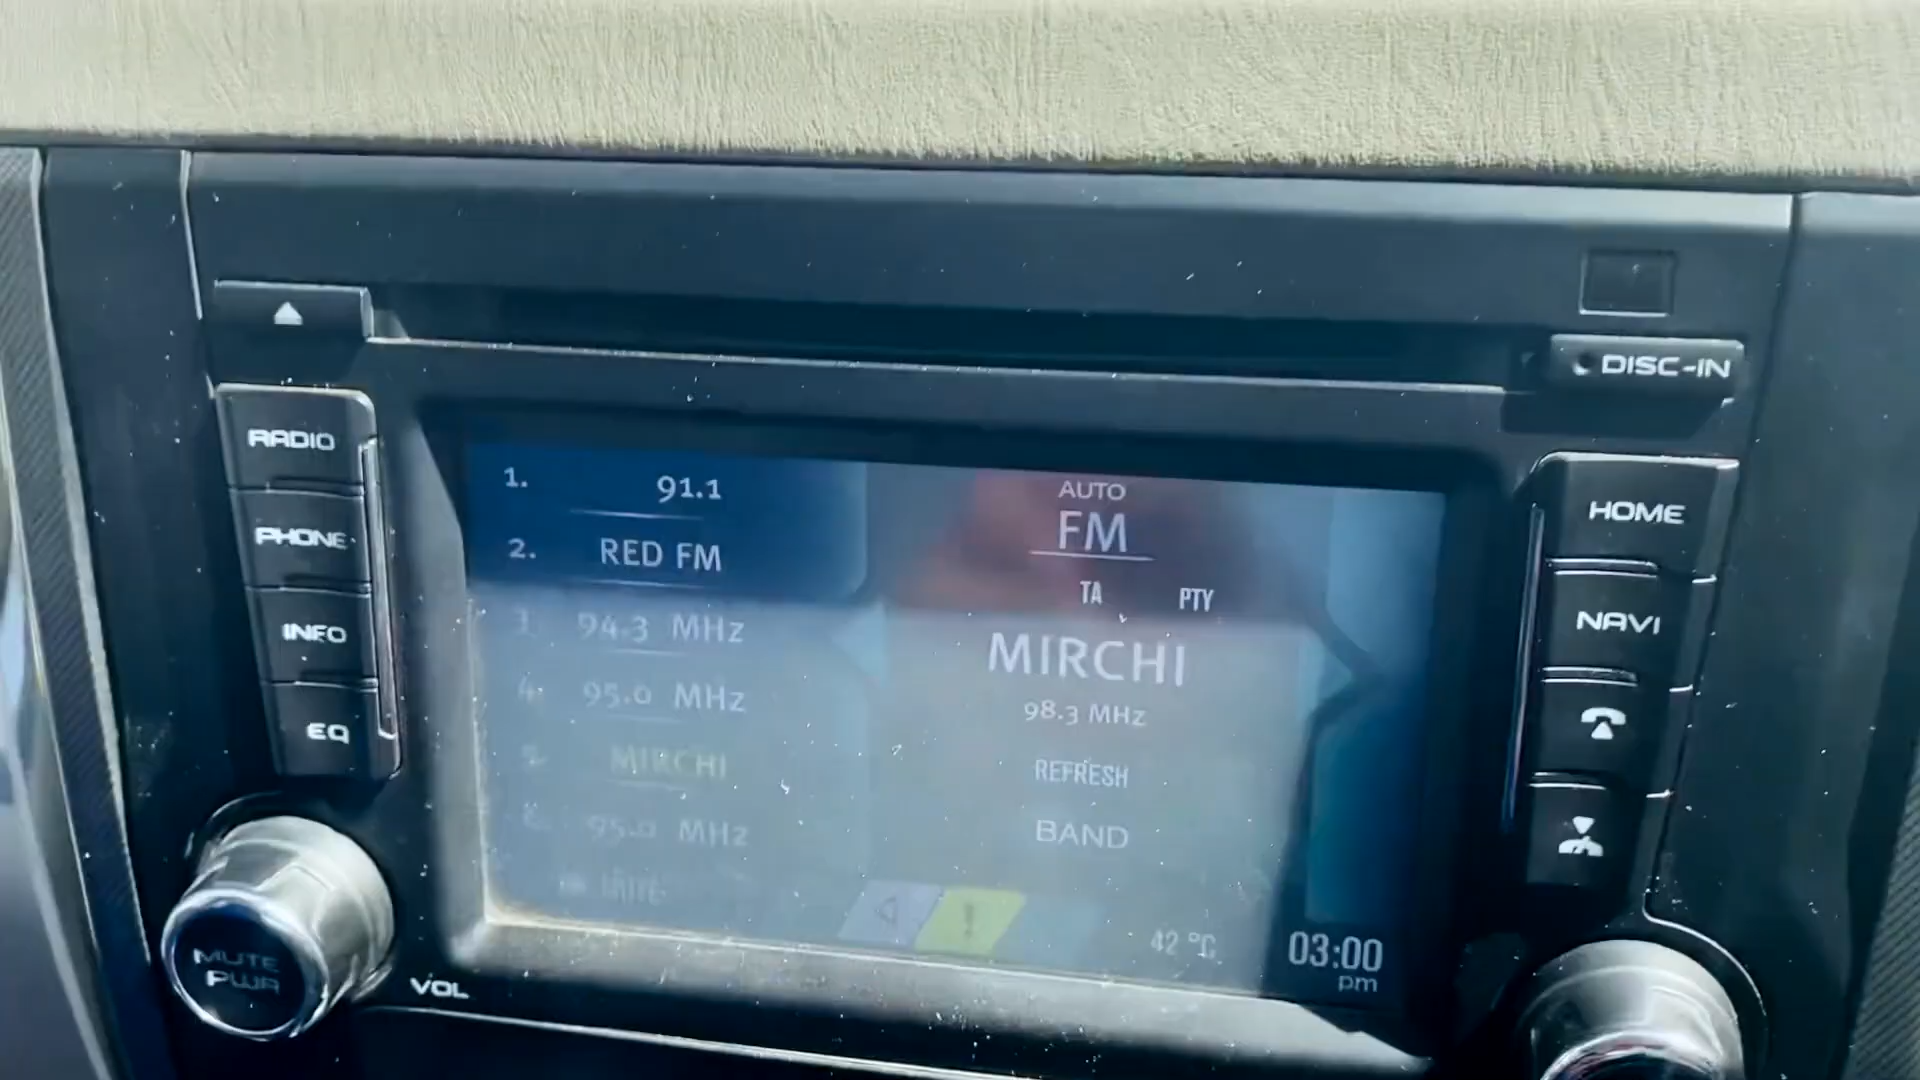 DISC-IN
RADIO
PHONE
INFO
EQ
1. 91.1
2. RED FM
3. 94.3 MHz
4. 95.0 MHz
5. MIRCHI
95.0 MHz
AUTO
FM
TA PTY
MIRCHI
98.3 MHz
REFRESH
BAND
42 °C
03:00
pm
HOME
NAVI
MUTE
PWR
VOL